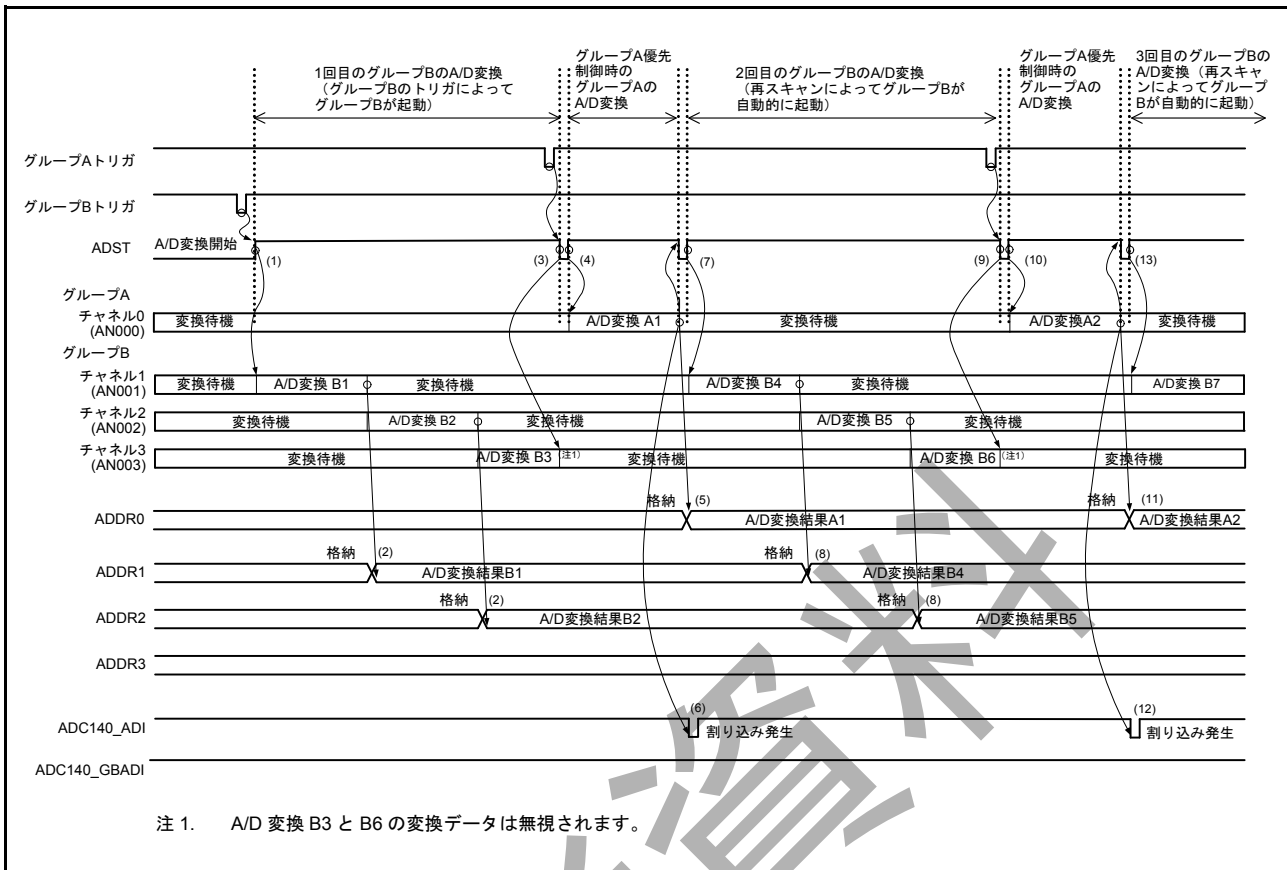 1回目のグループBのA/D変換
（グループBのトリガによって
グループBが起動）
グループA優先
制御時の
グループAの
A/D変換
2回目のグループBのA/D変換
（再スキャンによってグループBが
自動的に起動）
グループA優先
制御時の
グループAの
A/D変換
3回目のグループBの
A/D変換（再スキャ
ンによってグループ
Bが自動的に起動）
グループAトリガ
グループBトリガ
ADST A/D変換開始 (1) (3) (4) (7) (9) (10) (13)
グループA
チャネル0
(AN000)
変換待機 A/D変換 A1 変換待機 A/D変換A2 変換待機
グループB
チャネル1
(AN001)
変換待機 A/D変換 B1 変換待機 A/D変換 B4 変換待機 A/D変換 B7
チャネル2
(AN002)
変換待機 A/D変換 B2 変換待機 A/D変換 B5 変換待機
チャネル3
(AN003)
変換待機 A/D変換 B3 (注1) 変換待機 A/D変換 B6 (注1) 変換待機
ADDR0 格納 (5) A/D変換結果A1 格納 (11) A/D変換結果A2
ADDR1 格納 (2) A/D変換結果B1 格納 (8) A/D変換結果B4
ADDR2 格納 (2) A/D変換結果B2 格納 (8) A/D変換結果B5
ADDR3
ADC140_ADI (6) 割り込み発生 (12) 割り込み発生
ADC140_GBADI
注 1. A/D 変換 B3 と B6 の変換データは無視されます。
資料